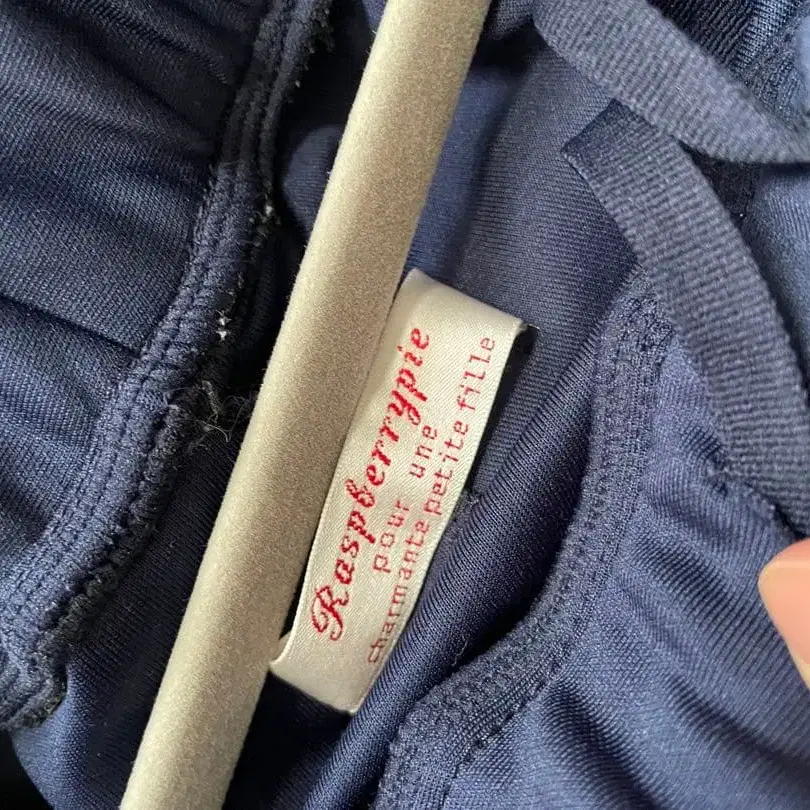 Raspberrypie
pour une
charmante petite fille